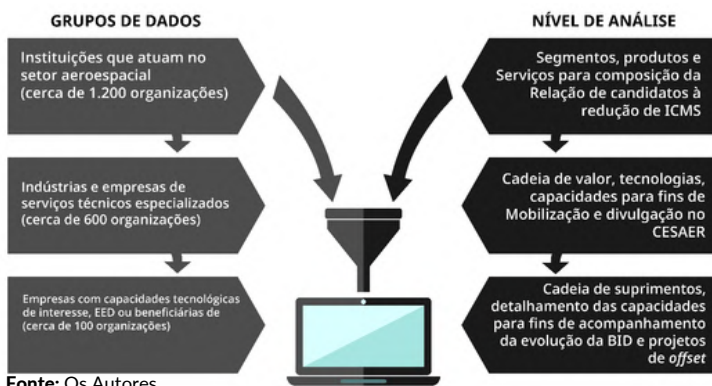 GRUPOS DE DADOS
Instituições que atuam no
setor aeroespacial
(cerca de 1.200 organizações)
Indústrias e empresas de
serviços técnicos especializados
(cerca de 600 organizações)
Empresas com capacidades tecnológicas
de interesse, EED ou beneficiárias de
(cerca de 100 organizações)
NÍVEL DE ANÁLISE
Segmentos, produtos e
Serviços para composição da
Relação de candidatos à
redução de ICMS
Cadeia de valor, tecnologias,
capacidades para fins de
Mobilização e divulgação no
CESAER
Cadeia de suprimentos,
detalhamento das capacidades
para fins de acompanhamento
da evolução da BID e projetos
de offset
Fonte: Os Autores